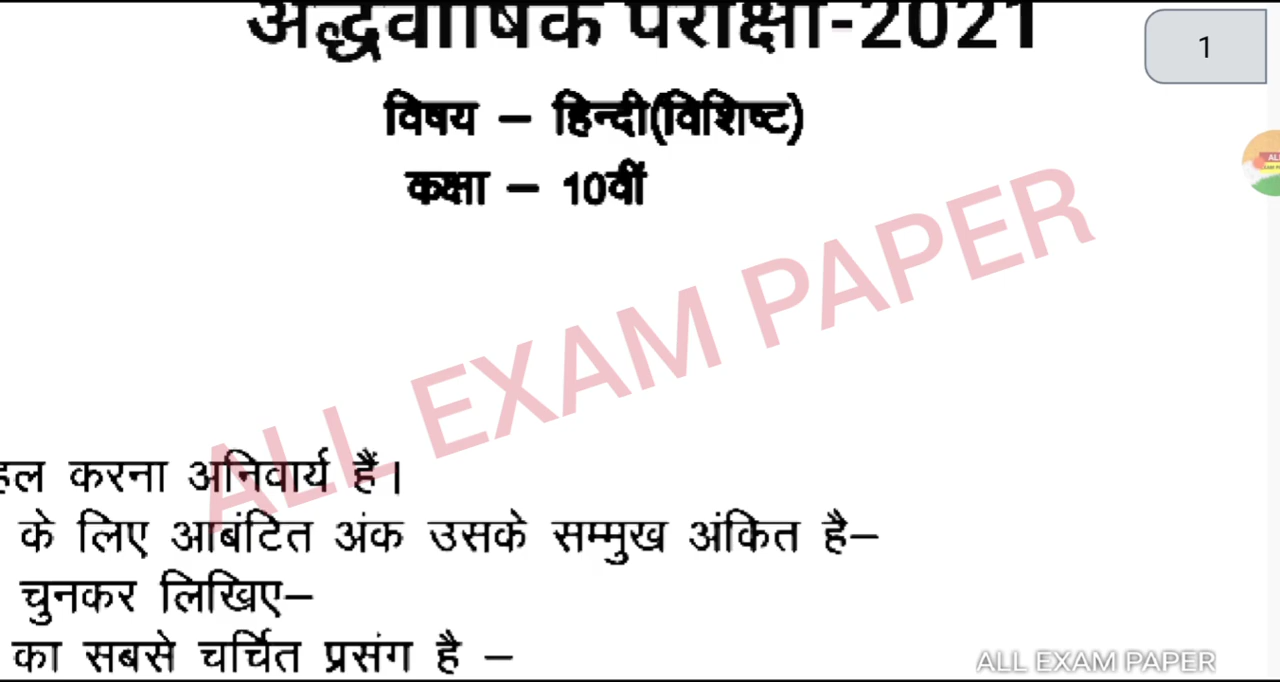 अर्द्धवार्षिक परीक्षा-2021
1
विषय – हिन्दी(विशिष्ट)
कक्षा – 10वीं
ALL EXAM PAPER
हल करना अनिवार्य हैं।
के लिए आबंटित अंक उसके सम्मुख अंकित है–
चुनकर लिखिए–
का सबसे चर्चित प्रसंग है –
ALL EXAM PAPER